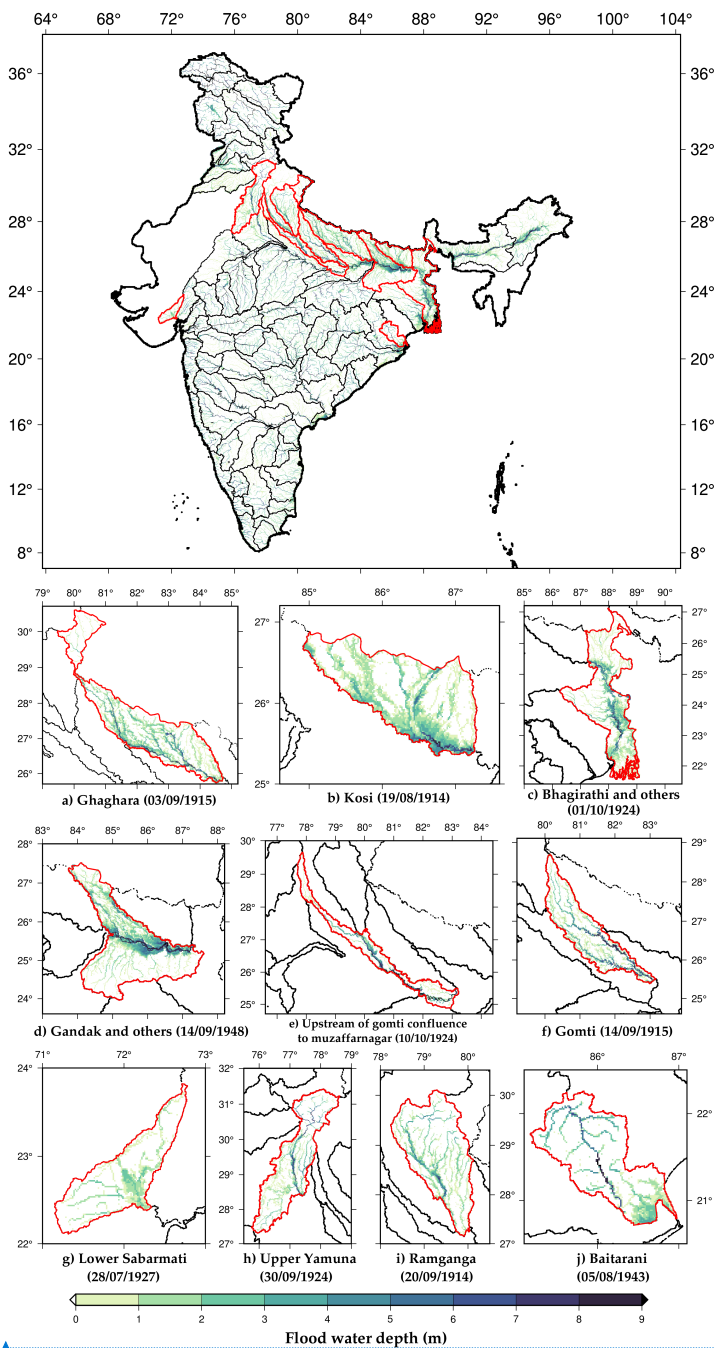 64° 68° 72° 76° 80° 84° 88° 92° 96° 100° 104°
36° 36°
32° 32°
28° 28°
24° 24°
20° 20°
16° 16°
12° 12°
8° 8°
79° 80° 81° 82° 83° 84° 85°
30°
29°
28°
27°
26°
a) Ghaghara (03/09/1915)
85° 86° 87°
27°
26°
25°
b) Kosi (19/08/1914)
85° 86° 87° 88° 89° 90°
27°
26°
25°
24°
23°
22°
c) Bhagirathi and others
(01/10/1924)
83° 84° 85° 86° 87° 88°
28°
27°
26°
25°
24°
d) Gandak and others (14/09/1948)
77° 78° 79° 80° 81° 82° 83° 84°
30°
29°
28°
27°
26°
25°
e) Upstream of gomti confluence
to muzaffarnagar (10/10/1924)
80° 81° 82° 83°
29°
28°
27°
26°
25°
f) Gomti (14/09/1915)
71° 72° 73°
24°
23°
22°
g) Lower Sabarmati
(28/07/1927)
76° 77° 78° 79°
32°
31°
30°
29°
28°
27°
h) Upper Yamuna
(30/09/1924)
78° 79° 80°
30°
29°
28°
27°
i) Ramganga
(20/09/1914)
86° 87°
22°
21°
j) Baitarani
(05/08/1943)
0 1 2 3 4 5 6 7 8 9
Flood water depth (m)